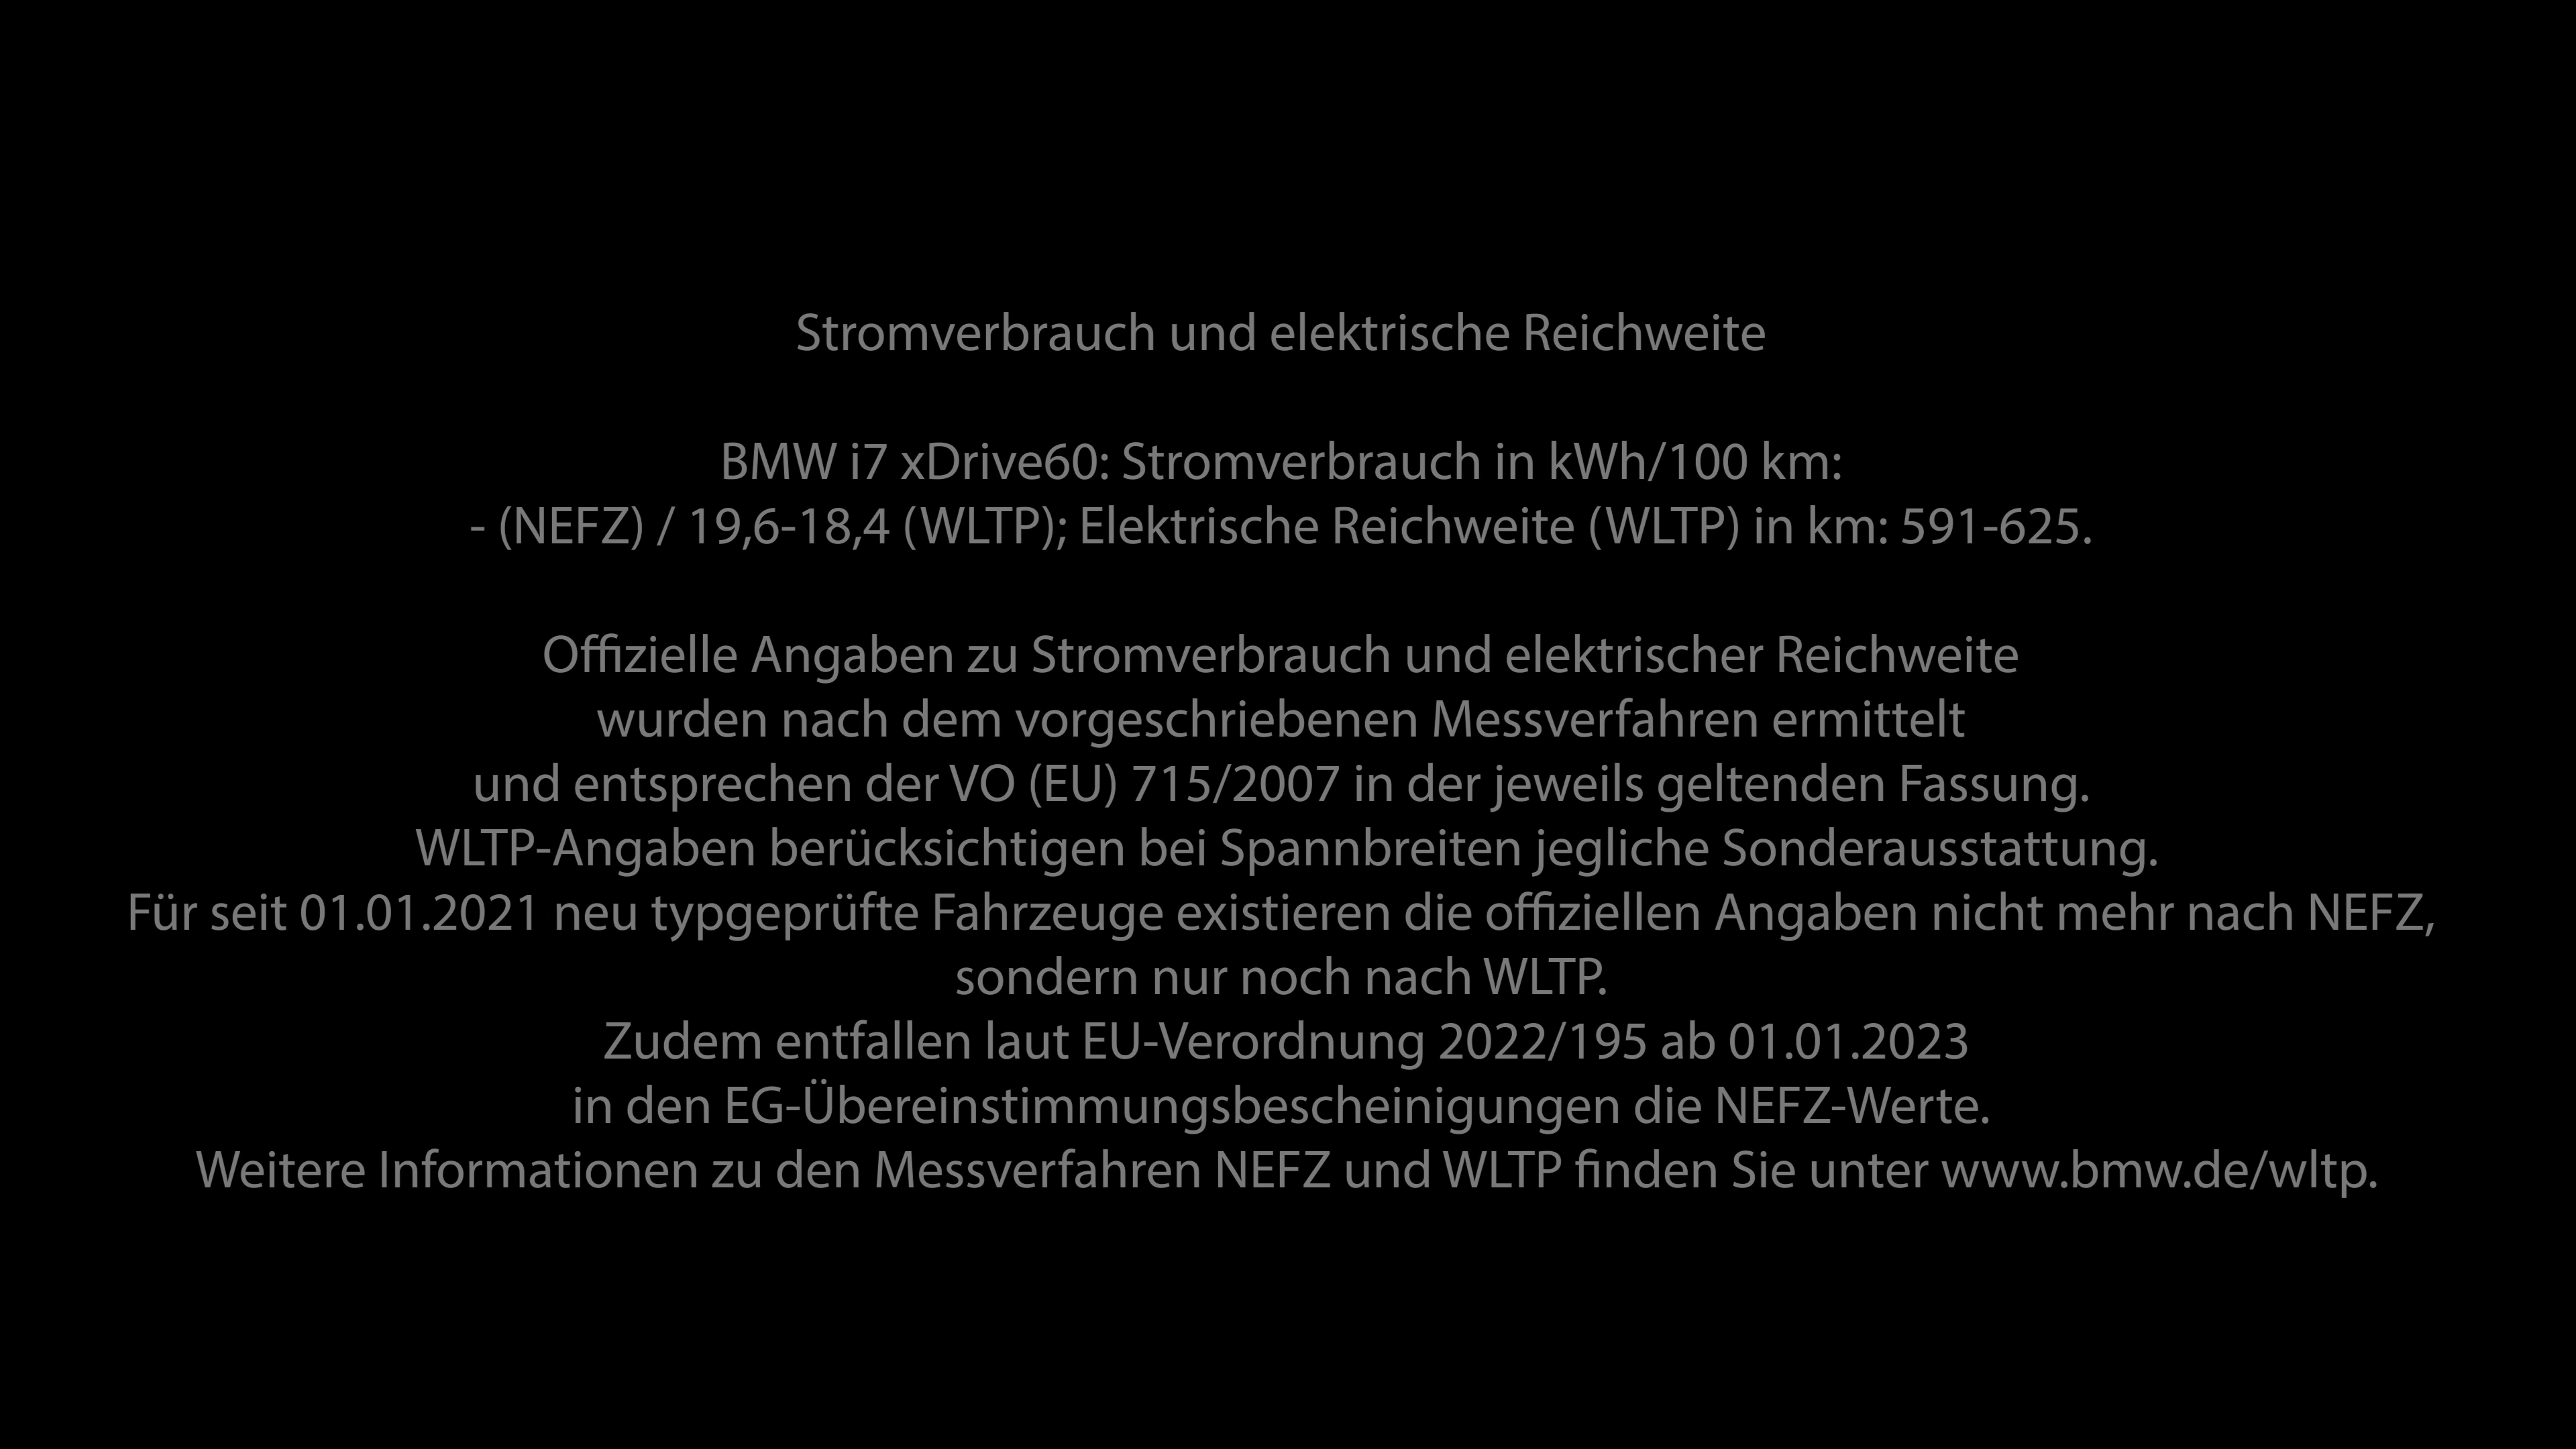 Stromverbrauch und elektrische Reichweite
BMW i7 xDrive60: Stromverbrauch in kWh/100 km:
- (NEFZ) / 19,6-18,4 (WLTP); Elektrische Reichweite (WLTP) in km: 591-625.
Offizielle Angaben zu Stromverbrauch und elektrischer Reichweite
wurden nach dem vorgeschriebenen Messverfahren ermittelt
und entsprechen der VO (EU) 715/2007 in der jeweils geltenden Fassung.
WLTP-Angaben berücksichtigen bei Spannbreiten jegliche Sonderausstattung.
Für seit 01.01.2021 neu typgeprüfte Fahrzeuge existieren die offiziellen Angaben nicht mehr nach NEFZ,
sondern nur noch nach WLTP.
Zudem entfallen laut EU-Verordnung 2022/195 ab 01.01.2023
in den EG-Übereinstimmungsbescheinigungen die NEFZ-Werte.
Weitere Informationen zu den Messverfahren NEFZ und WLTP finden Sie unter www.bmw.de/wltp.